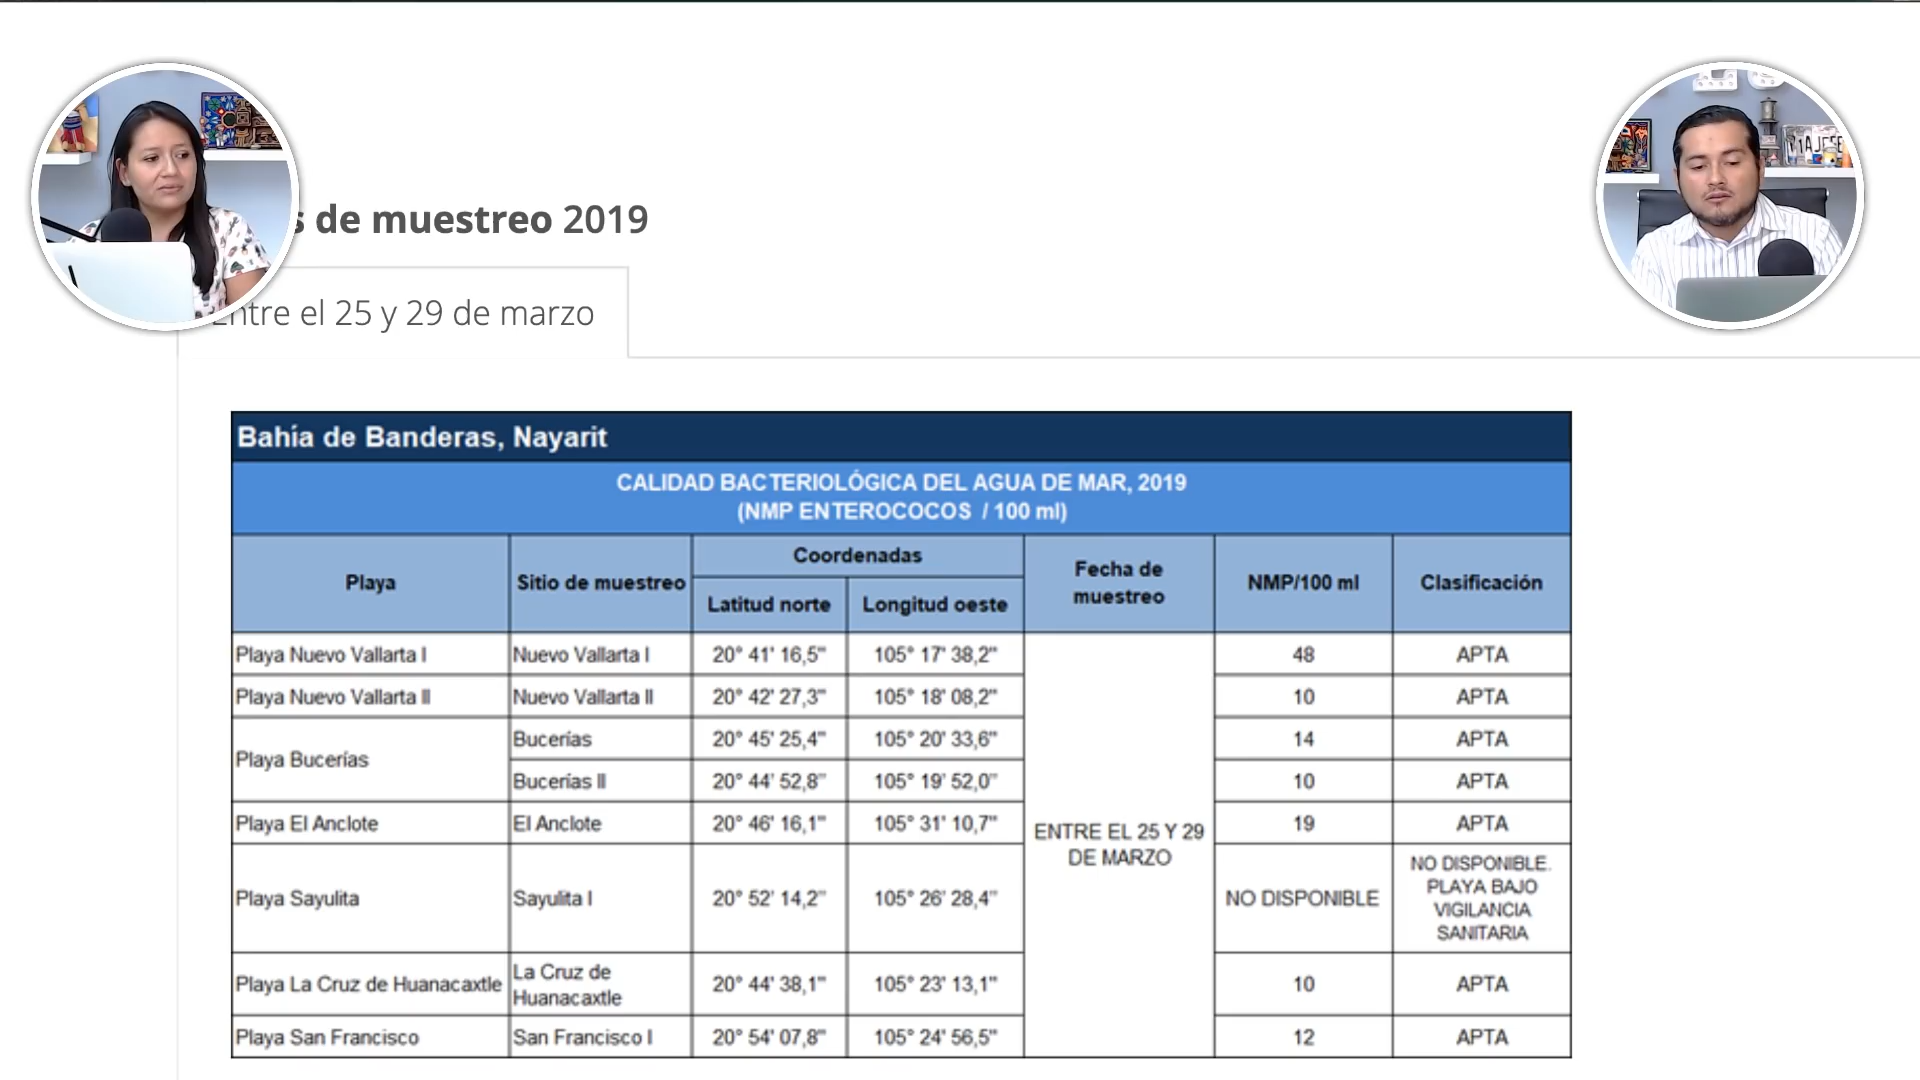 de muestreo 2019
Entre el 25 y 29 de marzo
Bahía de Banderas, Nayarit
CALIDAD BACTERIOLÓGICA DEL AGUA DE MAR, 2019
(NMP ENTEROCOCOS / 100 ml)
Playa Sitio de muestreo Coordenadas Fecha de muestreo NMP/100 ml Clasificación
Latitud norte Longitud oeste
Playa Nuevo Vallarta I Nuevo Vallarta I 20° 41' 16,5" 105° 17' 38,2" 48 APTA
Playa Nuevo Vallarta II Nuevo Vallarta II 20° 42' 27,3" 105° 18' 08,2" 10 APTA
Playa Bucerías Bucerías 20° 45' 25,4" 105° 20' 33,6" 14 APTA
Bucerías II 20° 44' 52,8" 105° 19' 52,0" 10 APTA
Playa El Anclote El Anclote 20° 46' 16,1" 105° 31' 10,7" 19 APTA
ENTRE EL 25 Y 29
DE MARZO
Playa Sayulita Sayulita I 20° 52' 14,2" 105° 26' 28,4" NO DISPONIBLE NO DISPONIBLE.
PLAYA BAJO
VIGILANCIA
SANITARIA
Playa La Cruz de Huanacaxtle La Cruz de Huanacaxtle 20° 44' 38,1" 105° 23' 13,1" 10 APTA
Playa San Francisco San Francisco I 20° 54' 07,8" 105° 24' 56,5" 12 APTA